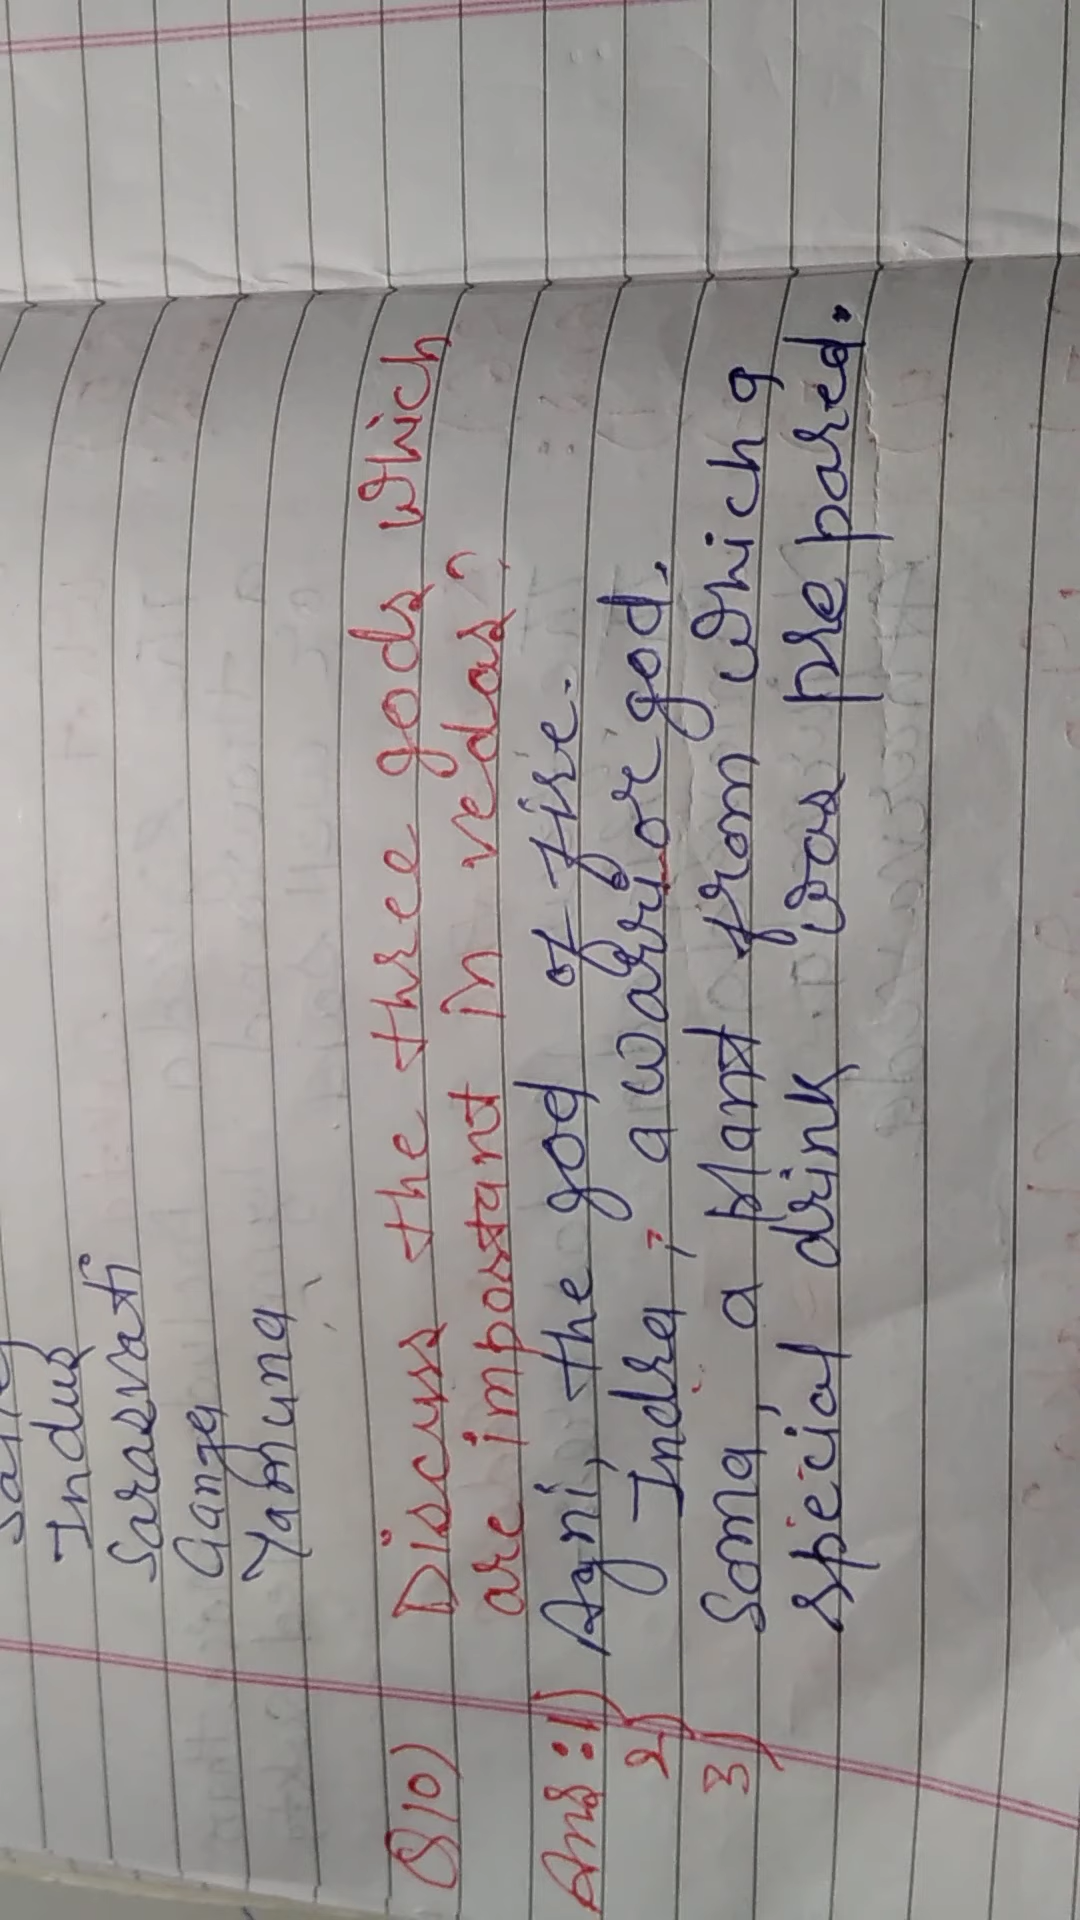 Indus
Sarasvati
Ganga
Yamuna
Q10) Discuss the three gods which
are important in vedas?
Ans:1) Agni, the god of fire.
2) Indra, a warrior god.
3) Soma, a plant from which a
special drink was prepared.